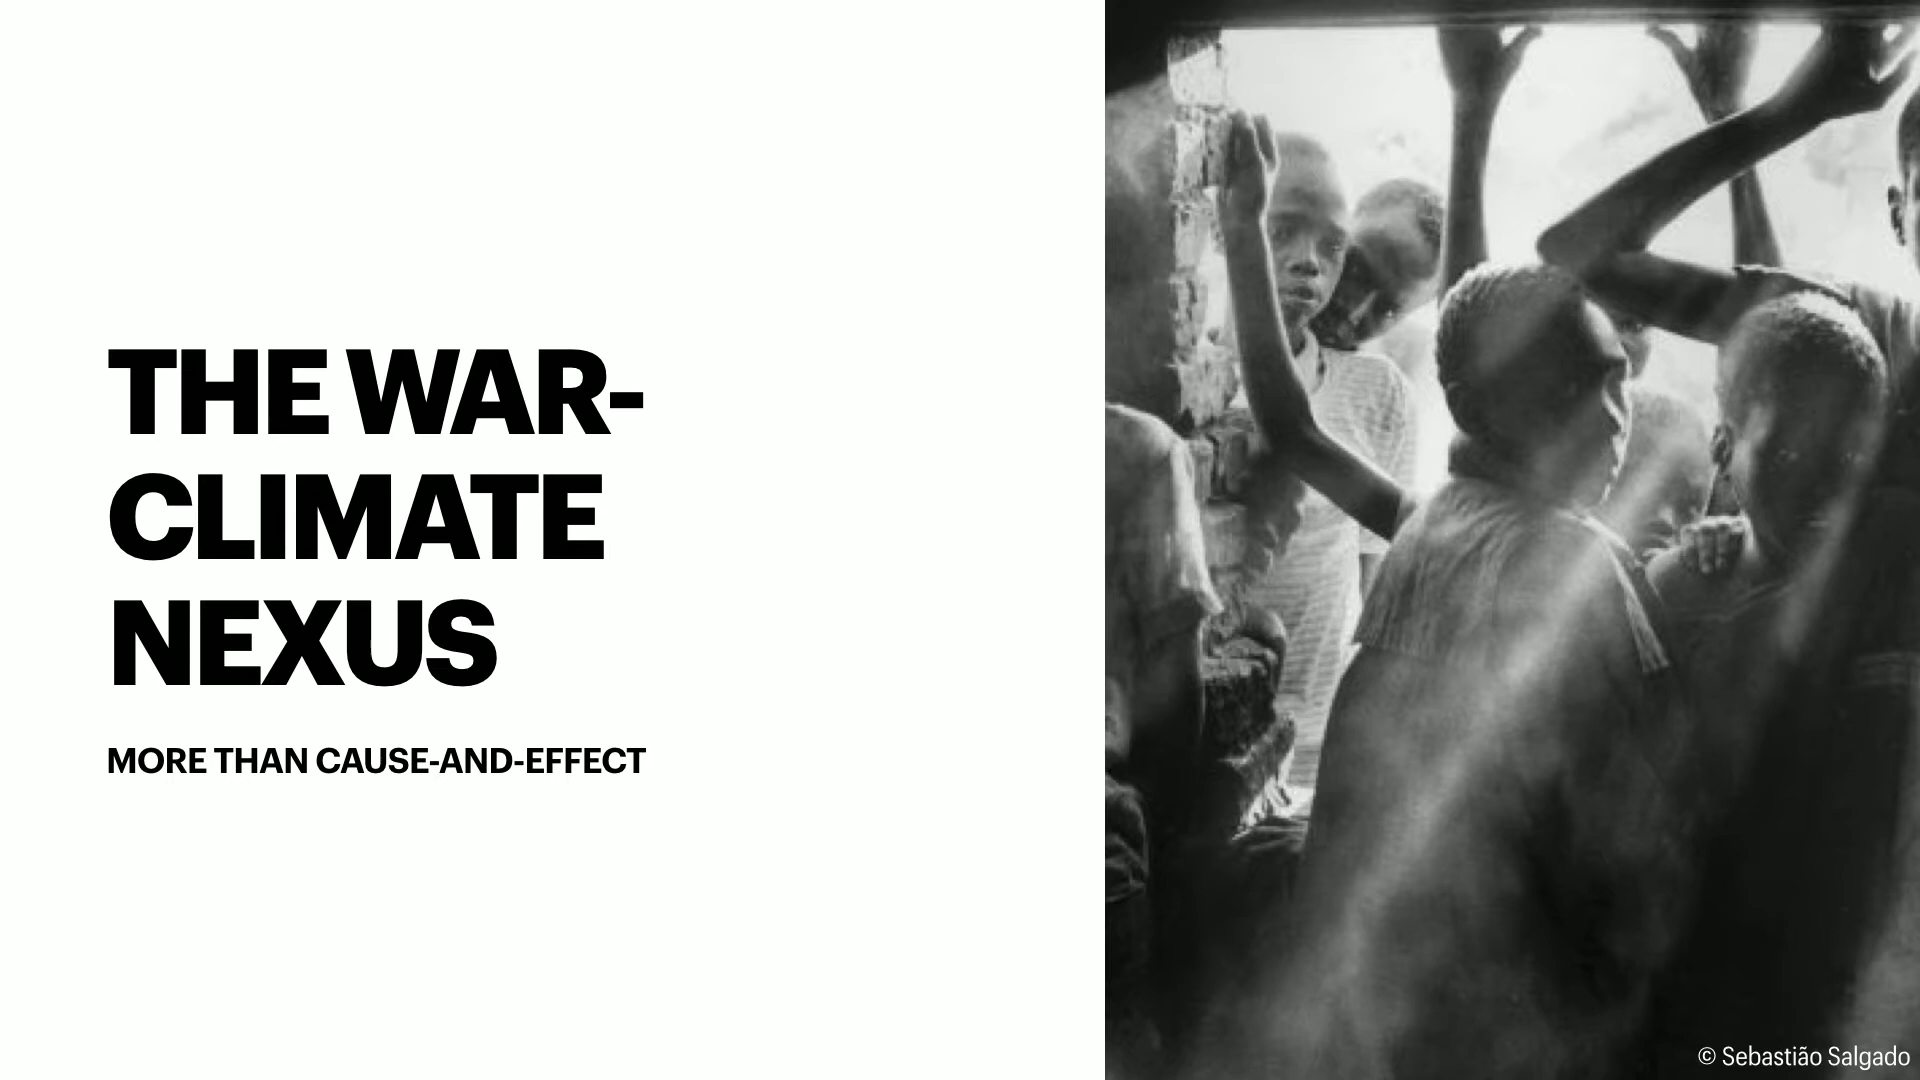 THE WAR-
CLIMATE
NEXUS
MORE THAN CAUSE-AND-EFFECT
© Sebastião Salgado